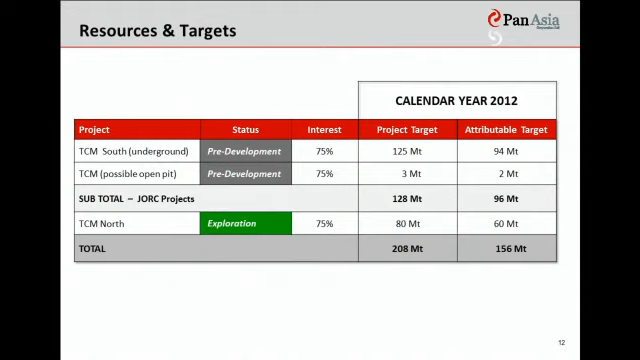 Resources & Targets
Pan Asia
CALENDAR YEAR 2012
Project Status Interest Project Target Attributable Target
TCM South (underground) Pre-Development 75% 125 Mt 94 Mt
TCM (possible open pit) Pre-Development 75% 3 Mt 2 Mt
SUB TOTAL – JORC Projects 128 Mt 96 Mt
TCM North Exploration 75% 80 Mt 60 Mt
TOTAL 208 Mt 156 Mt
12